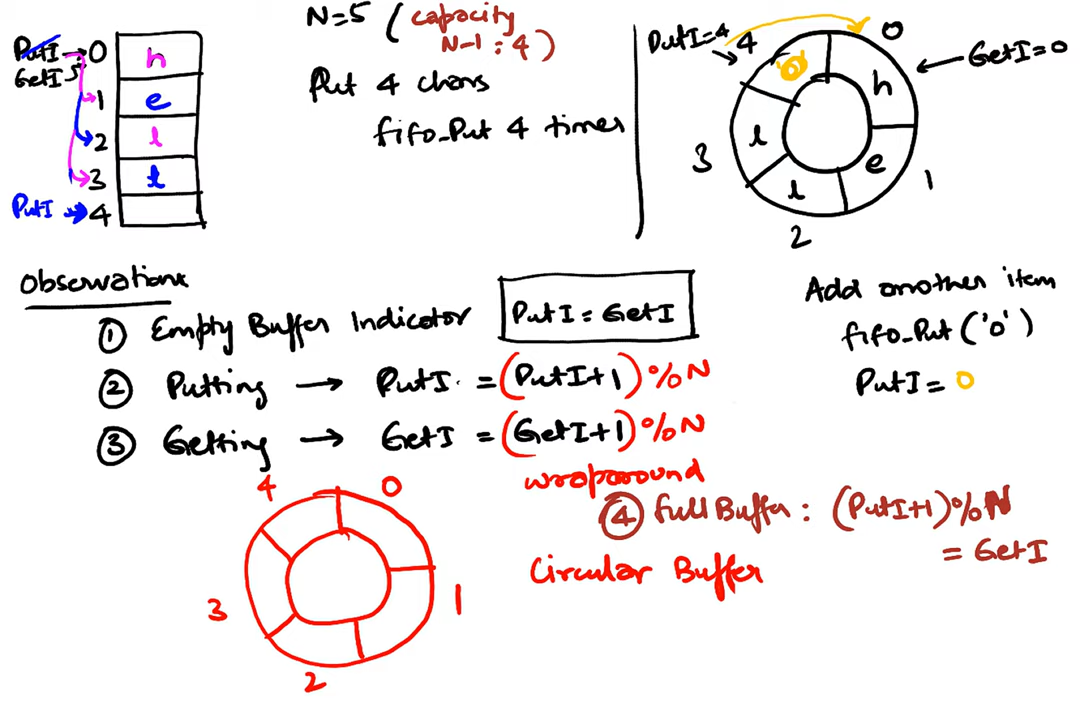 N=5 (capacity
N-1 : 4)
Put 4 chars
fifo_Put 4 times
PutI → 0 h
GetI
1 e
2 l
3 l
PutI → 4
PutI=4 4
0
GetI=0
o
h
l
3
e
l
1
2
Observations
① Empty Buffer Indicator PutI = GetI
② Putting → PutI = (PutI+1)%N
③ Getting → GetI = (GetI+1)%N
wraparound
Add another item
fifo_Put('o')
PutI = 0
④ Full Buffer : (PutI+1)%N
= GetI
Circular Buffer
4 0
3 1
2